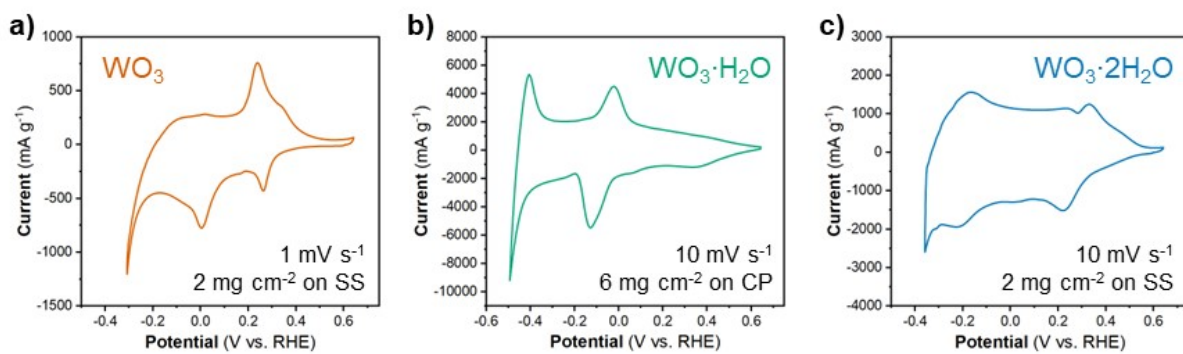 a)
WO₃
1000
500
0
-500
-1000
-1500
Current (mA g⁻¹)
1 mV s⁻¹
2 mg cm⁻² on SS
-0.4 -0.2 0.0 0.2 0.4 0.6
Potential (V vs. RHE)
b)
WO₃·H₂O
8000
6000
4000
2000
0
-2000
-4000
-6000
-8000
-10000
Current (mA g⁻¹)
10 mV s⁻¹
6 mg cm⁻² on CP
-0.6 -0.4 -0.2 0.0 0.2 0.4 0.6
Potential (V vs. RHE)
c)
WO₃·2H₂O
3000
2000
1000
0
-1000
-2000
-3000
-4000
Current (mA g⁻¹)
10 mV s⁻¹
2 mg cm⁻² on SS
-0.4 -0.2 0.0 0.2 0.4 0.6
Potential (V vs. RHE)